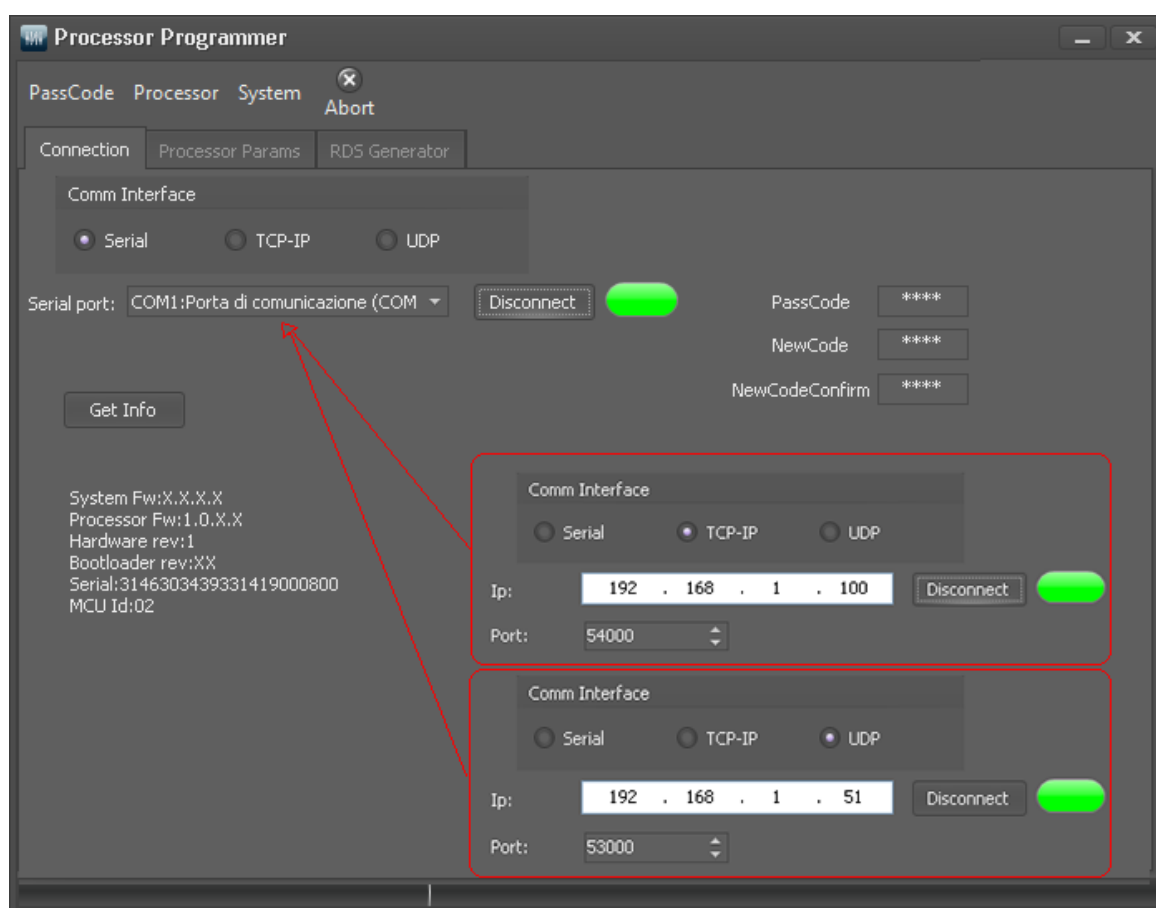 Processor Programmer
PassCode Processor System Abort
Connection Processor Params RDS Generator
Comm Interface
Serial TCP-IP UDP
Serial port: COM1:Porta di comunicazione (COM Disconnect
PassCode ****
NewCode ****
NewCodeConfirm ****
Get Info
System Fw:X.X.X.X
Processor Fw:1.0.X.X
Hardware rev:1
Bootloader rev:XX
Serial:3146303439331419000800
MCU Id:02
Comm Interface
Serial TCP-IP UDP
Ip: 192 . 168 . 1 . 100 Disconnect
Port: 54000
Comm Interface
Serial TCP-IP UDP
Ip: 192 . 168 . 1 . 51 Disconnect
Port: 53000